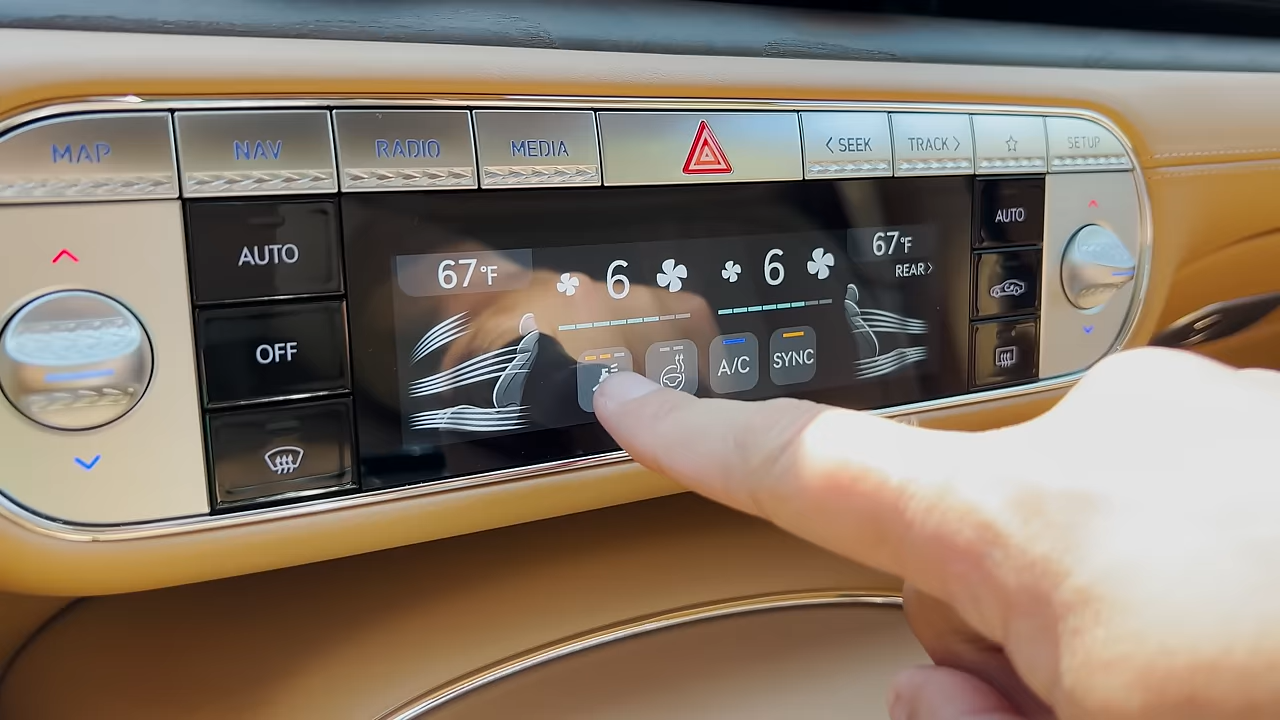 MAP NAV RADIO MEDIA < SEEK TRACK > SETUP
AUTO
OFF
67°F 6 6 67°F
REAR >
A/C SYNC
AUTO